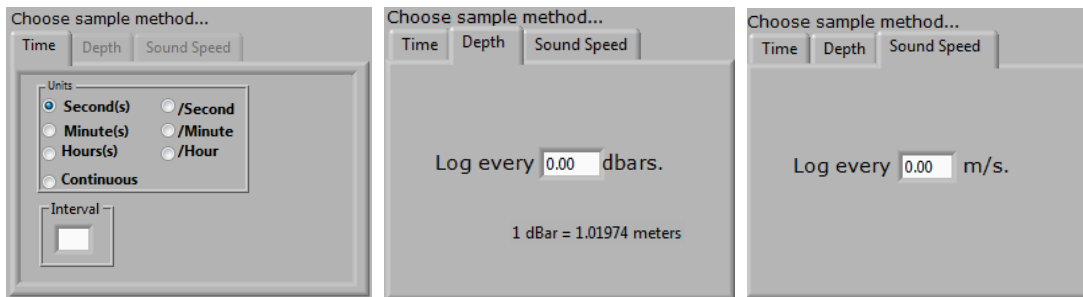 Choose sample method...
Time Depth Sound Speed
Units
Second(s) /Second
Minute(s) /Minute
Hours(s) /Hour
Continuous
Interval
Choose sample method...
Time Depth Sound Speed
Log every 0.00 dbars.
1 dBar = 1.01974 meters
Choose sample method...
Time Depth Sound Speed
Log every 0.00 m/s.